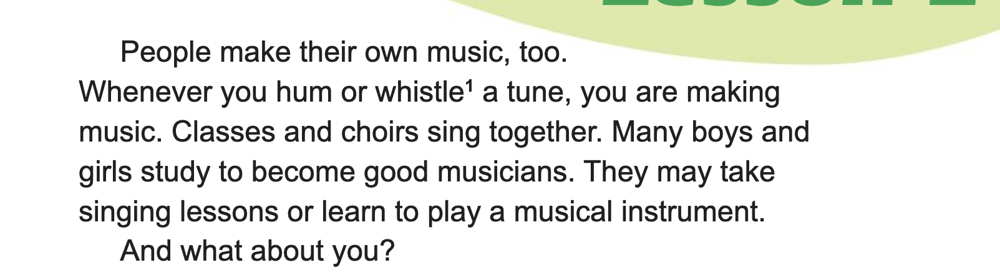 People make their own music, too.
Whenever you hum or whistle¹ a tune, you are making
music. Classes and choirs sing together. Many boys and
girls study to become good musicians. They may take
singing lessons or learn to play a musical instrument.
And what about you?